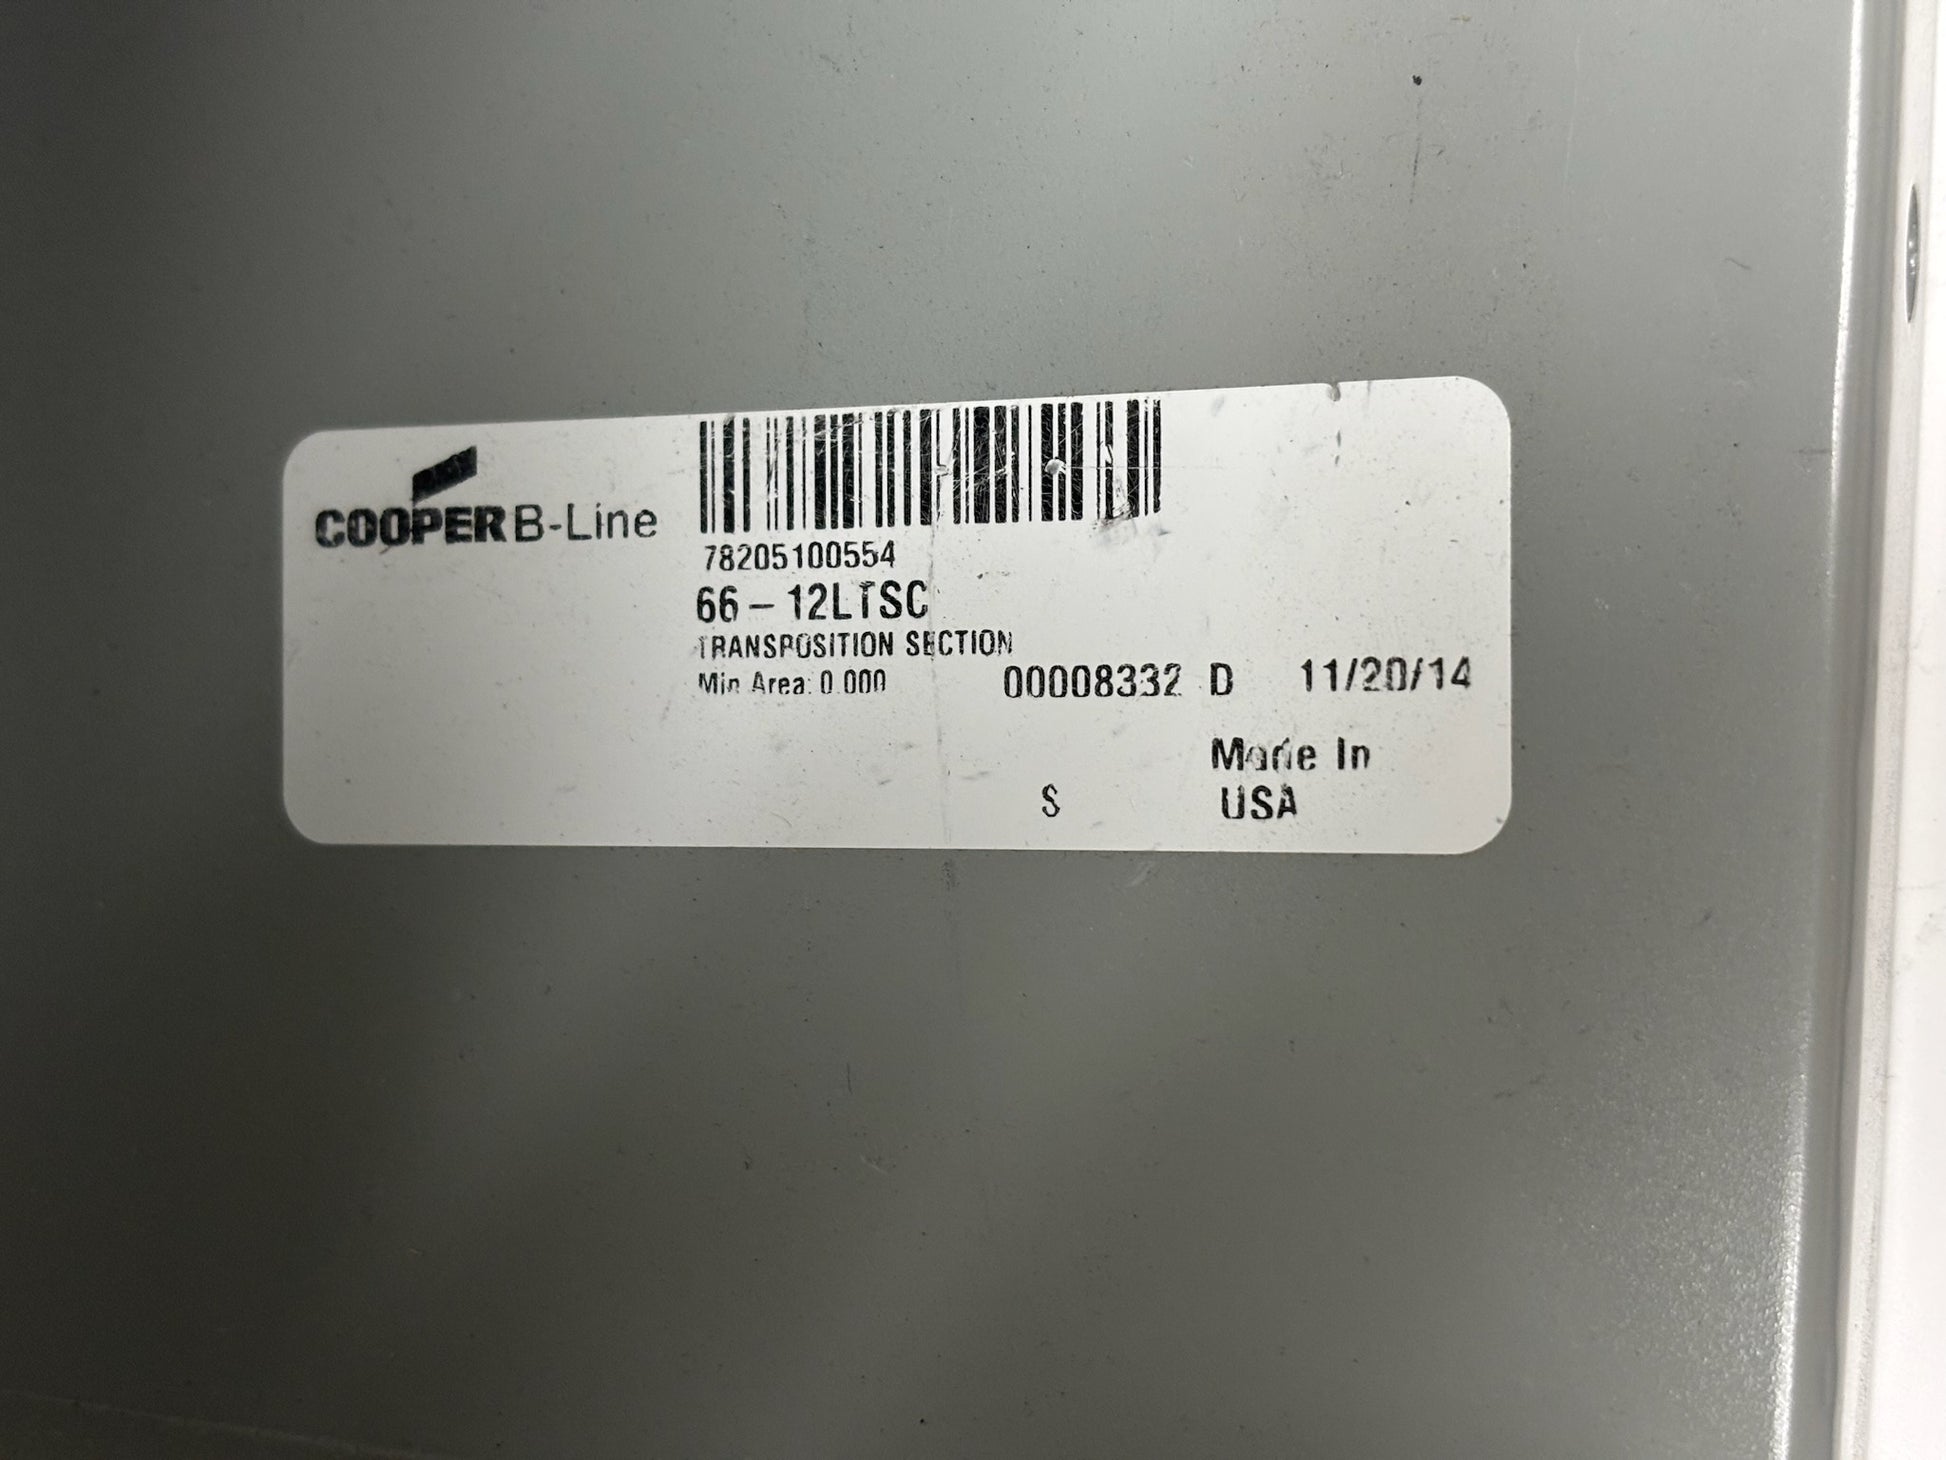 COOPER B-Line
78205100554
66-12LTSC
TRANSPOSITION SECTION
Min Area: 0.000 00008332 D 11/20/14
Made In
S USA